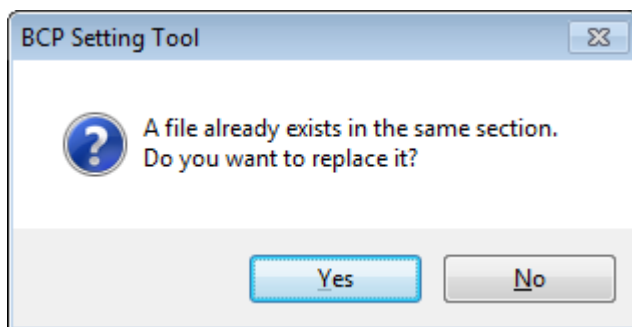 BCP Setting Tool
A file already exists in the same section.
Do you want to replace it?
Yes
No